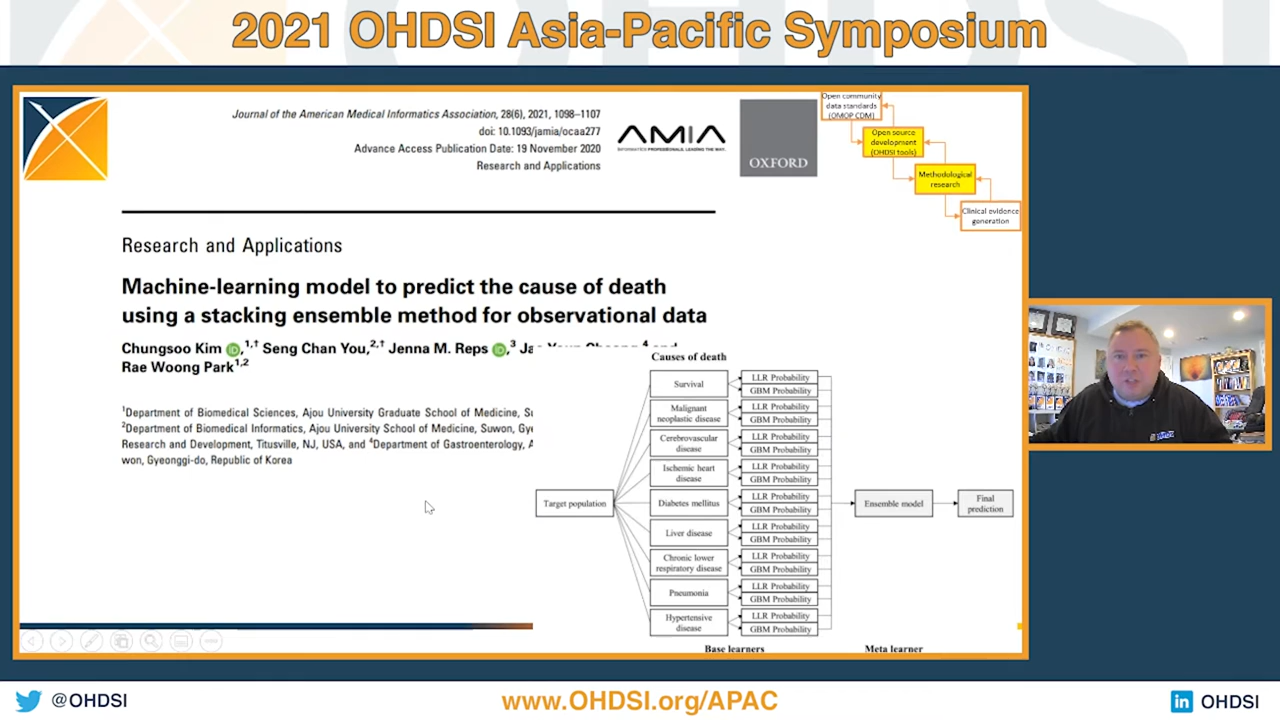 2021 OHDSI Asia-Pacific Symposium
Journal of the American Medical Informatics Association, 28(6), 2021, 1098–1107
doi: 10.1093/jamia/ocaa277
Advance Access Publication Date: 19 November 2020
Research and Applications
AMIA
INFORMATICS PROFESSIONALS. LEADING THE WAY.
OXFORD
Open community
data standards
(OMOP CDM)
Open source
development
(OHDSI tools)
Methodological
research
Clinical evidence
generation
Research and Applications
Machine-learning model to predict the cause of death
using a stacking ensemble method for observational data
Chungsoo Kim iD,1,† Seng Chan You,2,† Jenna M. Reps iD,3
Rae Woong Park1,2
1Department of Biomedical Sciences, Ajou University Graduate School of Medicine, Su
2Department of Biomedical Informatics, Ajou University School of Medicine, Suwon, Gye
Research and Development, Titusville, NJ, USA, and 4Department of Gastroenterology, A
won, Gyeonggi-do, Republic of Korea
Causes of death
Target population
Survival
LLR Probability
GBM Probability
Malignant
neoplastic disease
LLR Probability
GBM Probability
Cerebrovascular
disease
LLR Probability
GBM Probability
Ischemic heart
disease
LLR Probability
GBM Probability
Diabetes mellitus
LLR Probability
GBM Probability
Liver disease
LLR Probability
GBM Probability
Chronic lower
respiratory disease
LLR Probability
GBM Probability
Pneumonia
LLR Probability
GBM Probability
Hypertensive
disease
LLR Probability
GBM Probability
Ensemble model
Final
prediction
Base learners
Meta learner
@OHDSI
www.OHDSI.org/APAC
in OHDSI